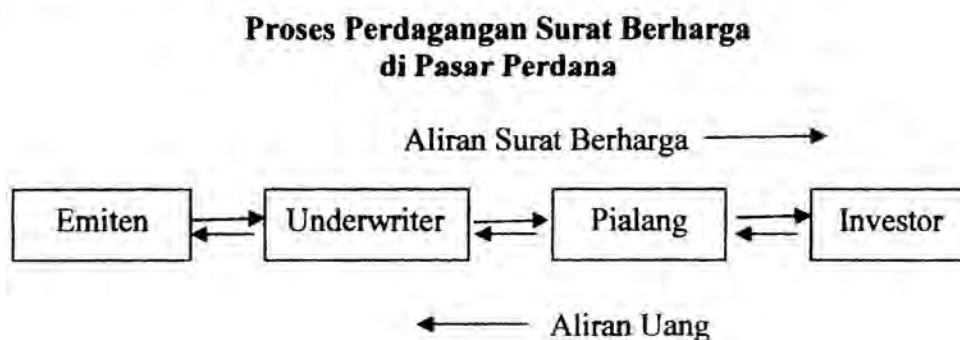 Proses Perdagangan Surat Berharga
di Pasar Perdana
Aliran Surat Berharga
Emiten
Underwriter
Pialang
Investor
Aliran Uang